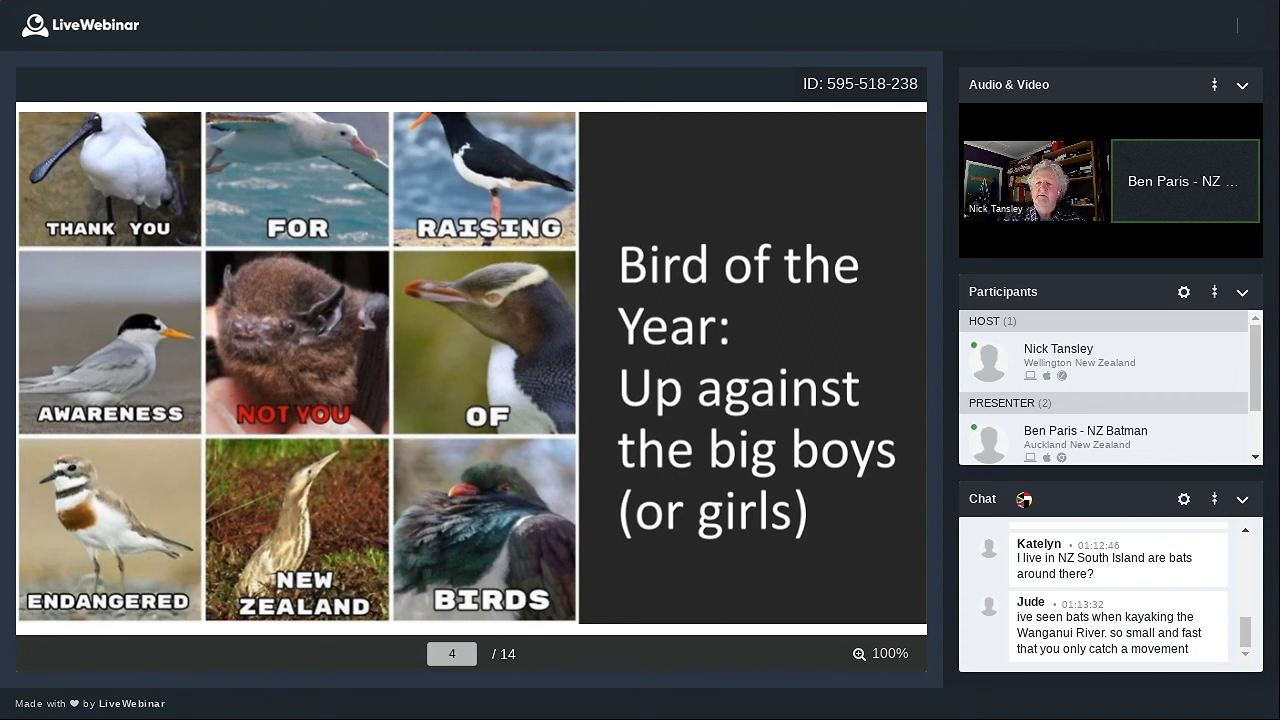 LiveWebinar
ID: 595-518-238
THANK YOU
FOR
RAISING
AWARENESS
NOT YOU
OF
ENDANGERED
NEW
ZEALAND
BIRDS
Bird of the
Year:
Up against
the big boys
(or girls)
4 / 14
100%
Audio & Video
Nick Tansley
Ben Paris - NZ ...
Participants
HOST (1)
Nick Tansley
Wellington New Zealand
PRESENTER (2)
Ben Paris - NZ Batman
Auckland New Zealand
Chat
Katelyn • 01:12:46
I live in NZ South Island are bats
around there?
Jude • 01:13:32
ive seen bats when kayaking the
Wanganui River. so small and fast
that you only catch a movement
Made with ❤ by LiveWebinar